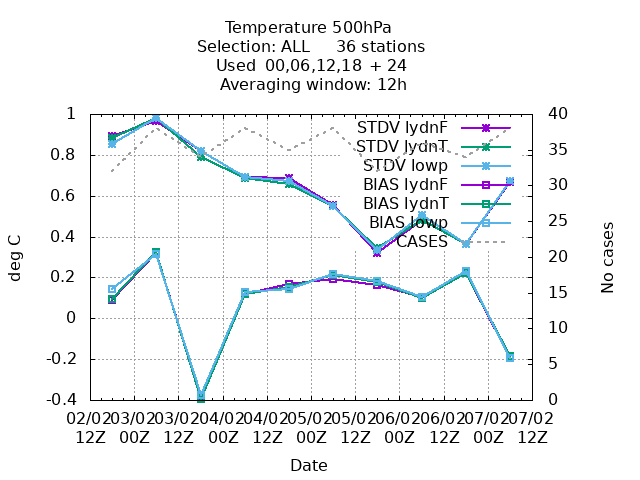 Temperature 500hPa
Selection: ALL 36 stations
Used 00,06,12,18 + 24
Averaging window: 12h
1
0.8
0.6
0.4
0.2
0
-0.2
-0.4
40
35
30
25
20
15
10
5
0
deg C
No cases
STDV lydnF
STDV lydnT
STDV lowp
BIAS lydnF
BIAS lydnT
BIAS lowp
CASES
02/02 03/02 03/02 04/02 04/02 05/02 05/02 06/02 06/02 07/02 07/02
12Z 00Z 12Z 00Z 12Z 00Z 12Z 00Z 12Z 00Z 12Z
Date